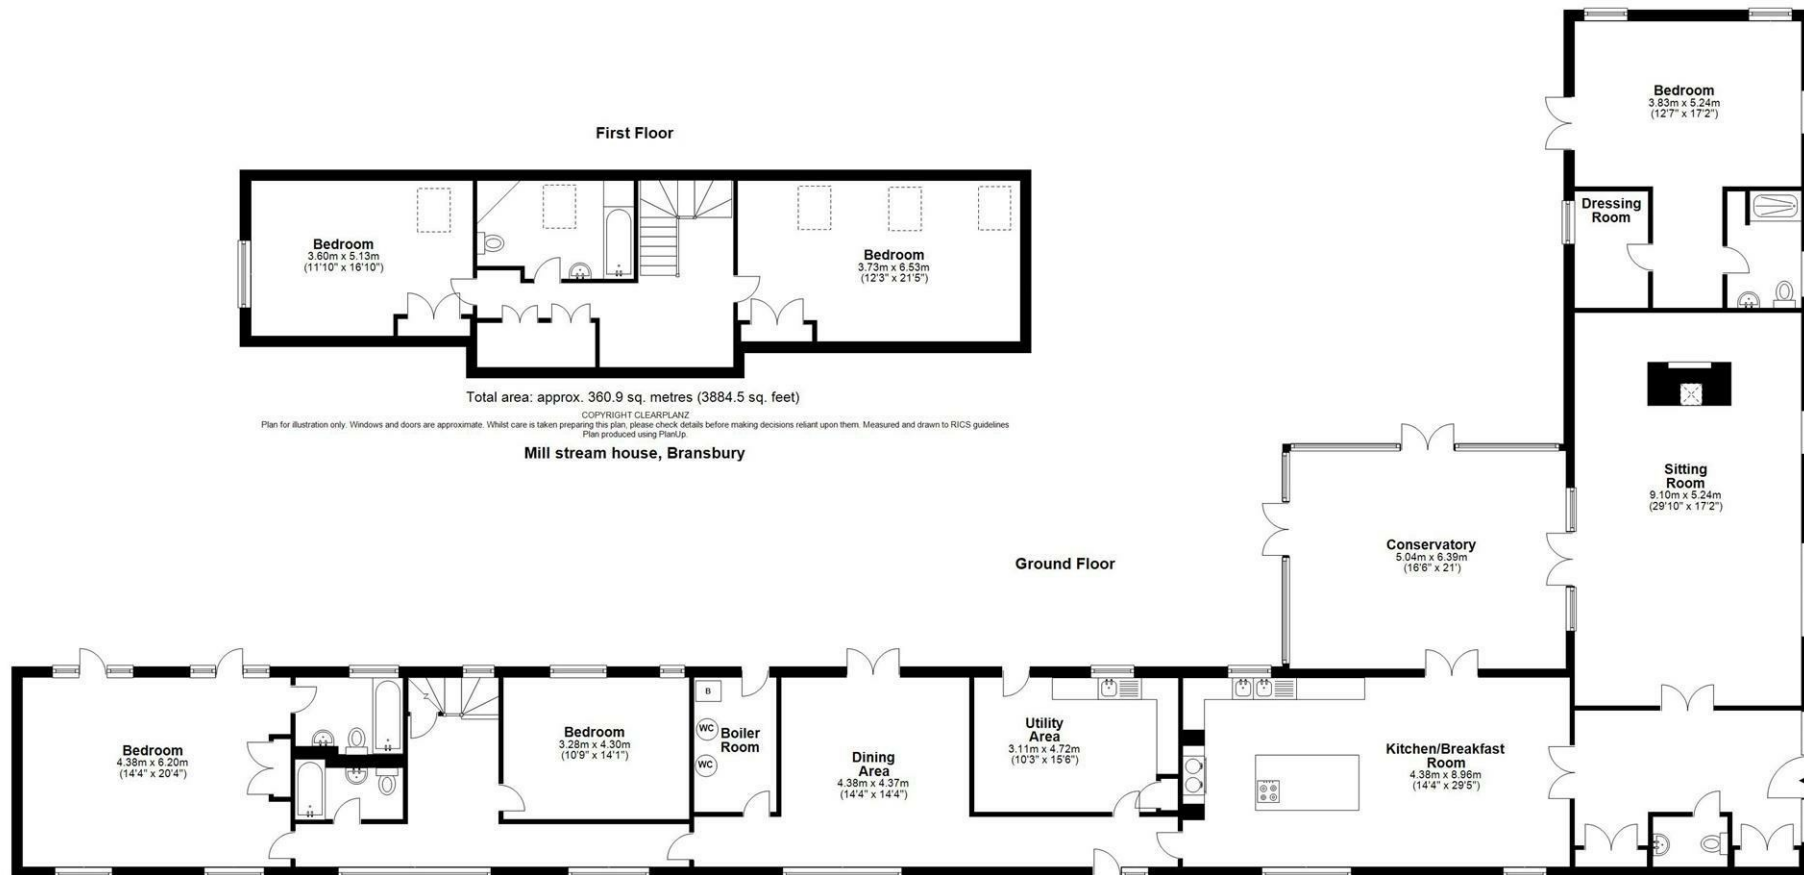 First Floor
Bedroom
3.60m x 5.13m
(11'10" x 16'10")
Bedroom
3.73m x 6.53m
(12'3" x 21'5")
Total area: approx. 360.9 sq. metres (3884.5 sq. feet)
COPYRIGHT CLEARPLANZ
Plan for illustration only. Windows and doors are approximate. Whilst care is taken preparing this plan, please check details before making decisions reliant upon them. Measured and drawn to RICS guidelines
Plan produced using PlanUp.
Mill stream house, Bransbury
Ground Floor
Bedroom
3.83m x 5.24m
(12'7" x 17'2")
Dressing
Room
Sitting
Room
9.10m x 5.24m
(29'10" x 17'2")
Conservatory
5.04m x 6.39m
(16'6" x 21')
Bedroom
4.38m x 6.20m
(14'4" x 20'4")
Bedroom
3.28m x 4.30m
(10'9" x 14'1")
B
WC
WC
Boiler
Room
Dining
Area
4.38m x 4.37m
(14'4" x 14'4")
Utility
Area
3.11m x 4.72m
(10'3" x 15'6")
Kitchen/Breakfast
Room
4.38m x 8.96m
(14'4" x 29'5")